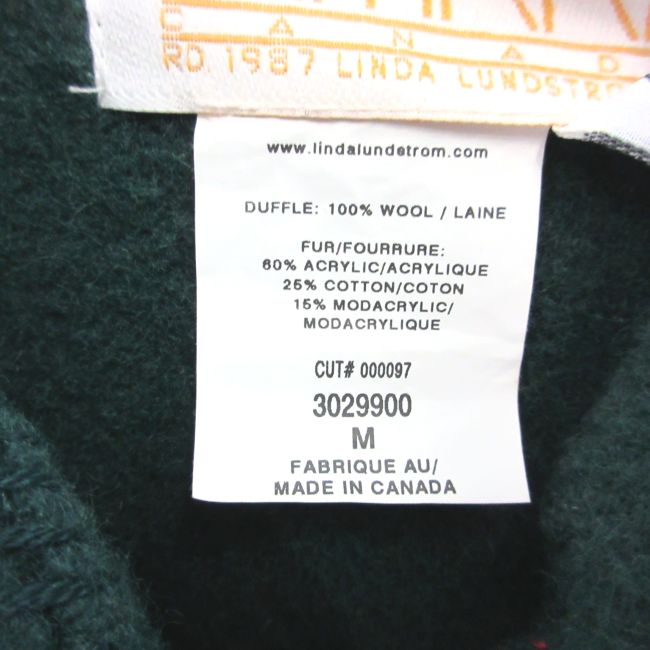 CANAD
RD. 1987 LINDA LUNDSTR
www.lindalundstrom.com
DUFFLE: 100% WOOL / LAINE
FUR/FOURRURE:
60% ACRYLIC/ACRYLIQUE
25% COTTON/COTON
15% MODACRYLIC/
MODACRYLIQUE
CUT# 000097
3029900
M
FABRIQUE AU/
MADE IN CANADA